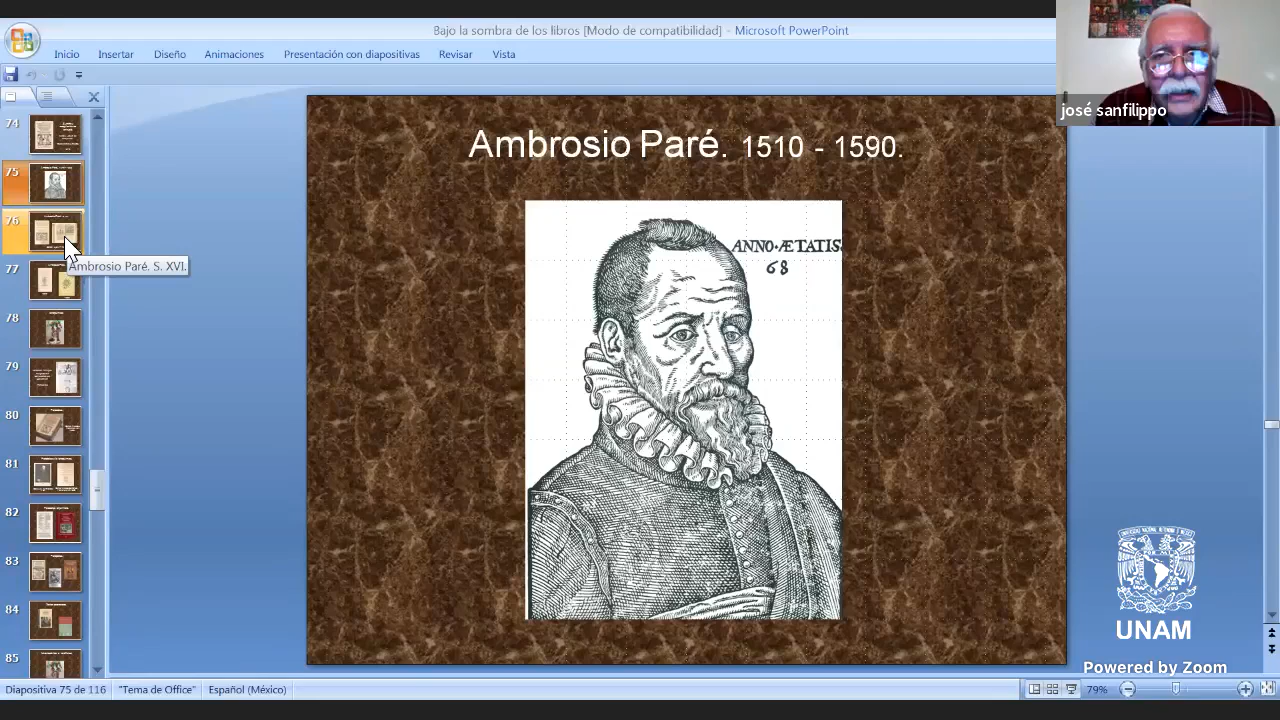 Bajo la sombra de los libros [Modo de compatibilidad] - Microsoft PowerPoint
Inicio Insertar Diseño Animaciones Presentación con diapositivas Revisar Vista
josé sanfilippo
74
75
76
77
78
79
80
81
82
83
84
85
Ambrosio Paré. S. XVI.
Ambrosio Paré. 1510 - 1590.
ANNO·ÆTATIS
68
UNAM
Powered by Zoom
Diapositiva 75 de 116 "Tema de Office" Español (México) 79%